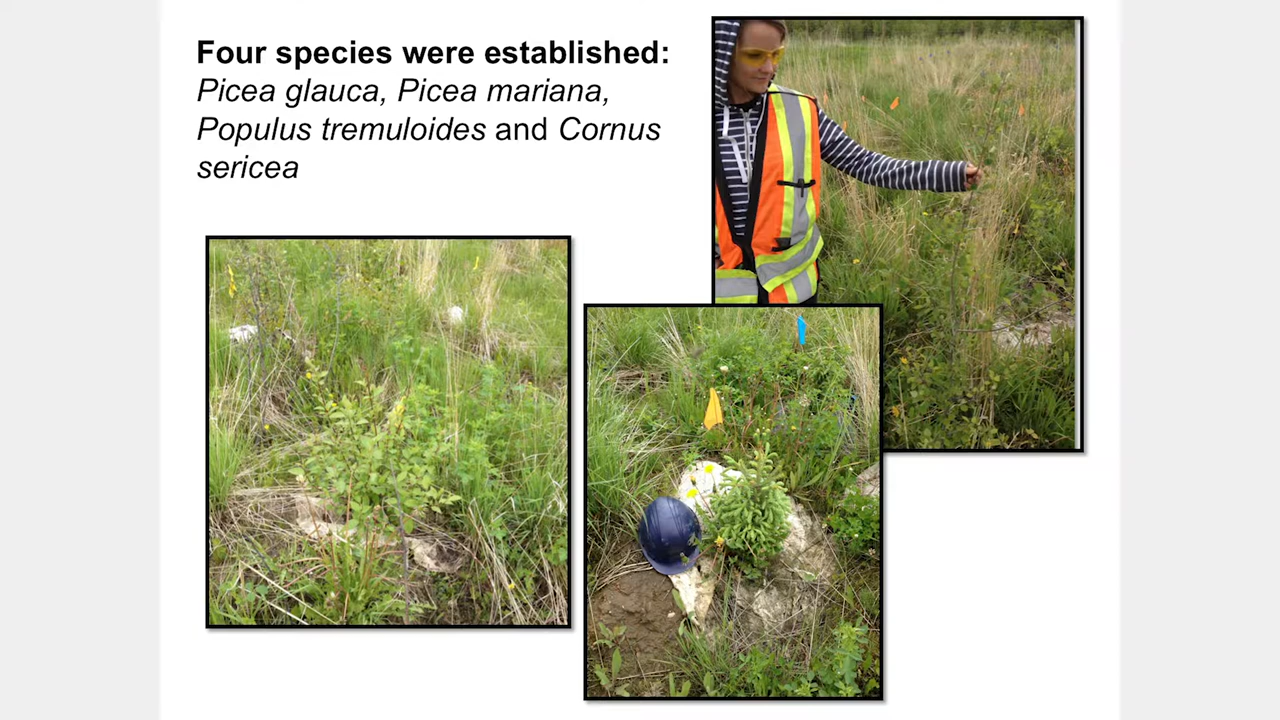 Four species were established:
Picea glauca, Picea mariana,
Populus tremuloides and Cornus
sericea